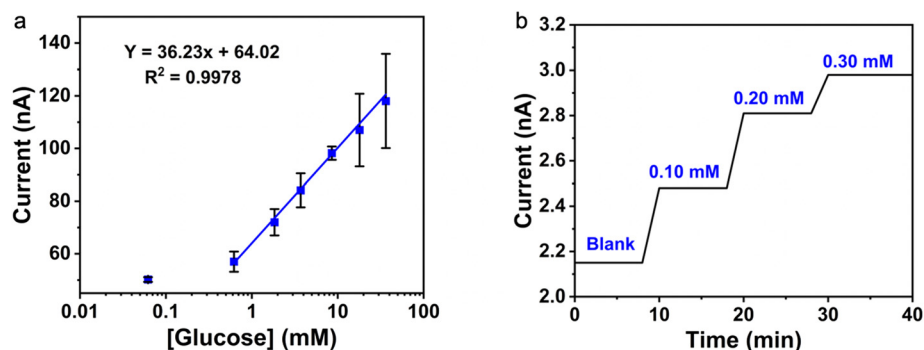 a
Y = 36.23x + 64.02
R² = 0.9978
Current (nA)
140
120
100
80
60
0.01
0.1
1
10
100
[Glucose] (mM)
b
Current (nA)
3.2
3.0
2.8
2.6
2.4
2.2
2.0
Blank
0.10 mM
0.20 mM
0.30 mM
0
10
20
30
40
Time (min)